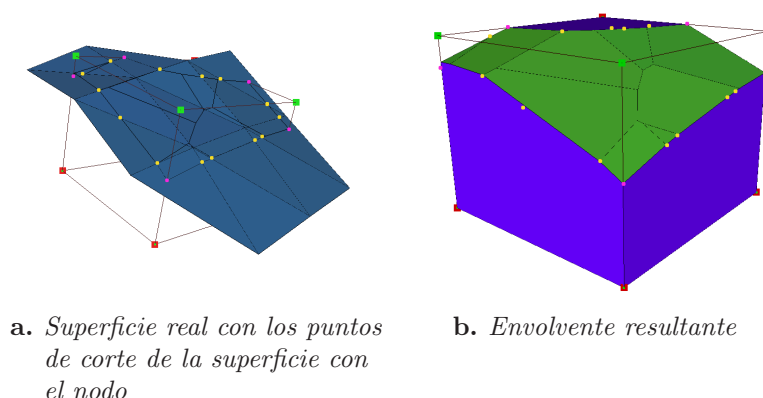 a. Superficie real con los puntos
de corte de la superficie con
el nodo
b. Envolvente resultante